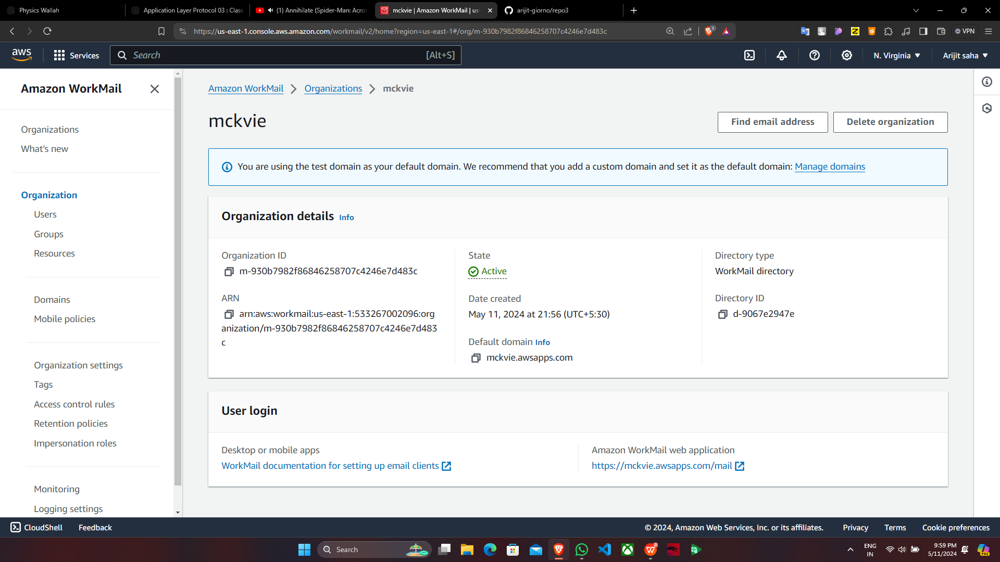 Physics Wallah
Application Layer Protocol 03 : Class
(1) Annihilate (Spider-Man: Acros
mckvie | Amazon WorkMail | us-
arijit-giorno/repo3
https://us-east-1.console.aws.amazon.com/workmail/v2/home?region=us-east-1#/org/m-930b7982f86846258707c4246e7d483c
1
VPN
aws
Services
Search
[Alt+S]
N. Virginia
Arijit saha
Amazon WorkMail
Organizations
What's new
Organization
Users
Groups
Resources
Domains
Mobile policies
Organization settings
Tags
Access control rules
Retention policies
Impersonation roles
Monitoring
Logging settings
Amazon WorkMail
Organizations
mckvie
mckvie
Find email address
Delete organization
You are using the test domain as your default domain. We recommend that you add a custom domain and set it as the default domain: Manage domains
Organization details Info
Organization ID
m-930b7982f86846258707c4246e7d483c
ARN
arn:aws:workmail:us-east-1:533267002096:org
anization/m-930b7982f86846258707c4246e7d483
c
State
Active
Date created
May 11, 2024 at 21:56 (UTC+5:30)
Default domain Info
mckvie.awsapps.com
Directory type
WorkMail directory
Directory ID
d-9067e2947e
User login
Desktop or mobile apps
WorkMail documentation for setting up email clients
Amazon WorkMail web application
https://mckvie.awsapps.com/mail
CloudShell
Feedback
© 2024, Amazon Web Services, Inc. or its affiliates.
Privacy
Terms
Cookie preferences
Search
ENG
IN
9:59 PM
5/11/2024
PRE